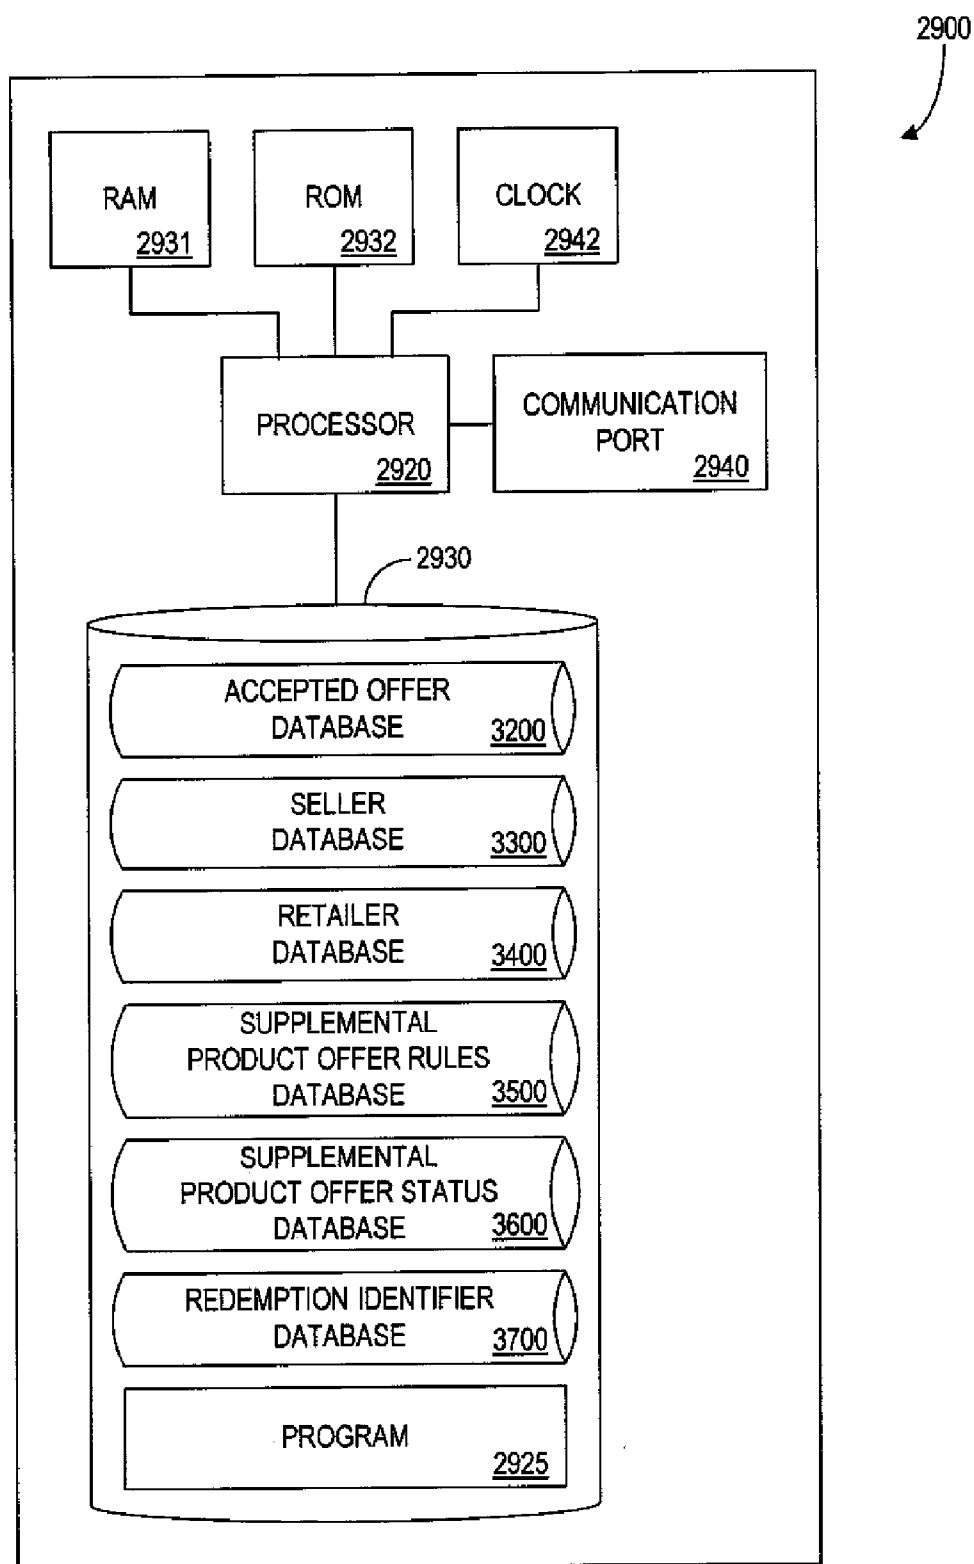 2900
RAM
2931
ROM
2932
CLOCK
2942
PROCESSOR
2920
COMMUNICATION
PORT
2940
2930
ACCEPTED OFFER
DATABASE
3200
SELLER
DATABASE
3300
RETAILER
DATABASE
3400
SUPPLEMENTAL
PRODUCT OFFER RULES
DATABASE
3500
SUPPLEMENTAL
PRODUCT OFFER STATUS
DATABASE
3600
REDEMPTION IDENTIFIER
DATABASE
3700
PROGRAM
2925